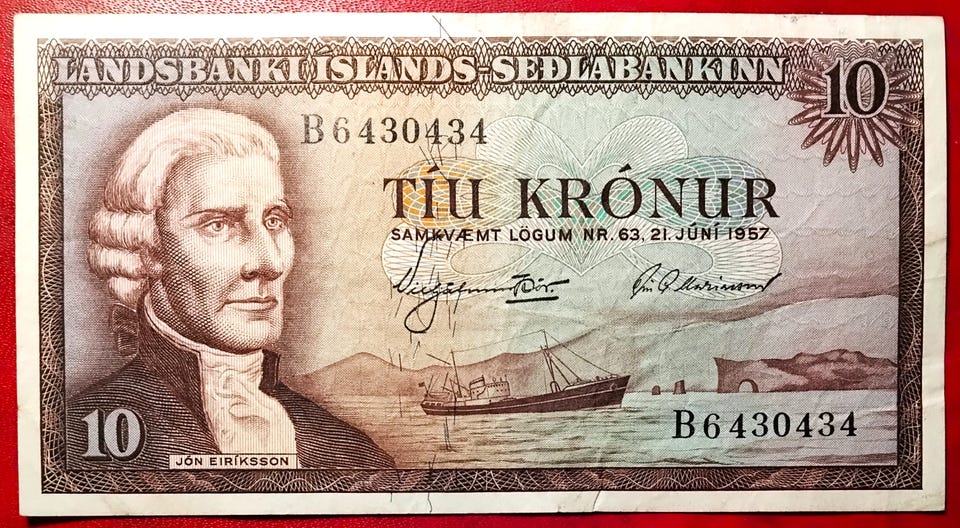 LANDSBANKI ÍSLANDS-SEÐLABANKINN
10
B6430434
TÍU KRÓNUR
SAMKVÆMT LÖGUM NR. 63, 21. JÚNÍ 1957
B6430434
10
JÓN EIRÍKSSON